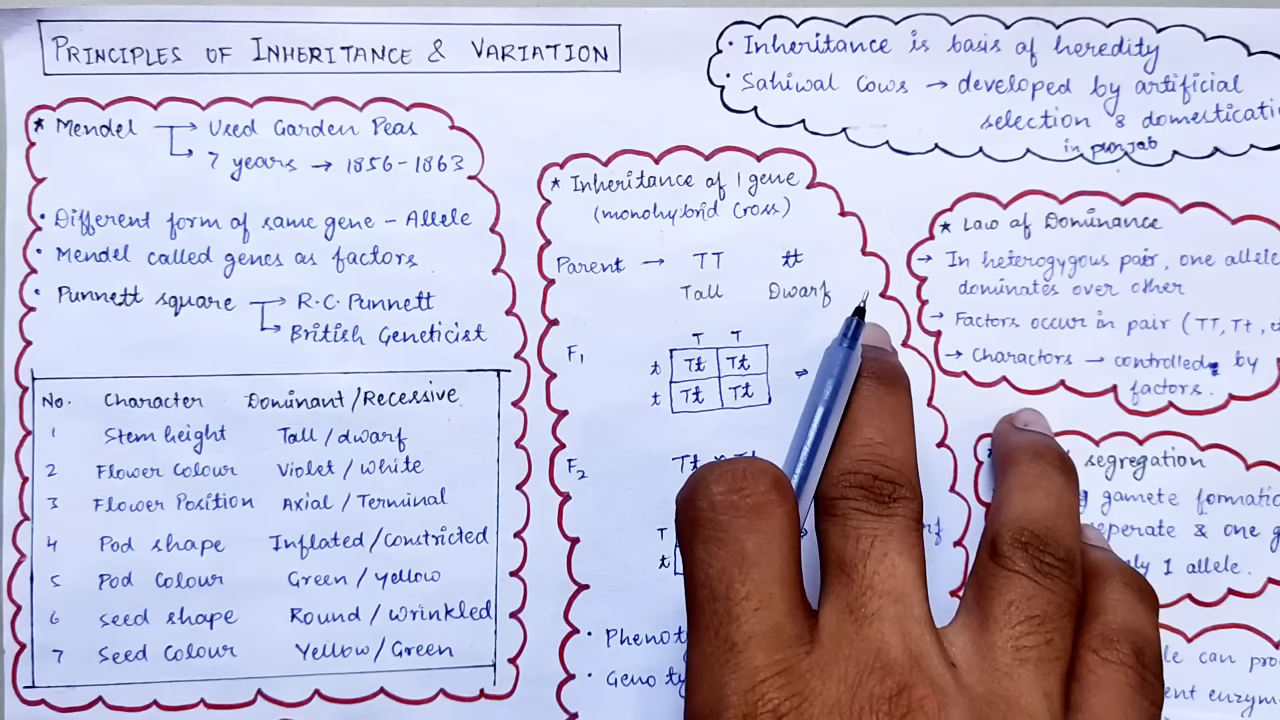 PRINCIPLES OF INHERITANCE & VARIATION
· Inheritance is basis of heredity
· Sahiwal Cows → developed by artificial
selection & domesticati
in punjab
* Mendel → Used Garden Peas
→ 7 years → 1856-1863
· Different form of same gene - Allele
· Mendel called genes as factors
· Punnett square → R.C. Punnett
→ British Geneticist
No. Character Dominant/Recessive
1 Stem height Tall / dwarf
2 Flower Colour Violet / White
3 Flower Position Axial / Terminal
4 Pod shape Inflated/Constricted
5 Pod Colour Green / yellow
6 seed shape Round / Wrinkled
7 Seed Colour Yellow / Green
* Inheritance of 1 gene
(monohybrid Cross)
Parent → TT tt
Tall Dwarf
F1
T T
t Tt Tt ⇒
t Tt Tt
F2 Tt
T
t
· Phenot
· Genoty
* Law of Dominance
→ In heterogygous pair, one allele
dominates over other
→ Factors occur in pair (TT, Tt,
→ Charactors → controlled by
factors.
segregation
gamete formatio
seperate & one g
1 allele.
can pro
enzym